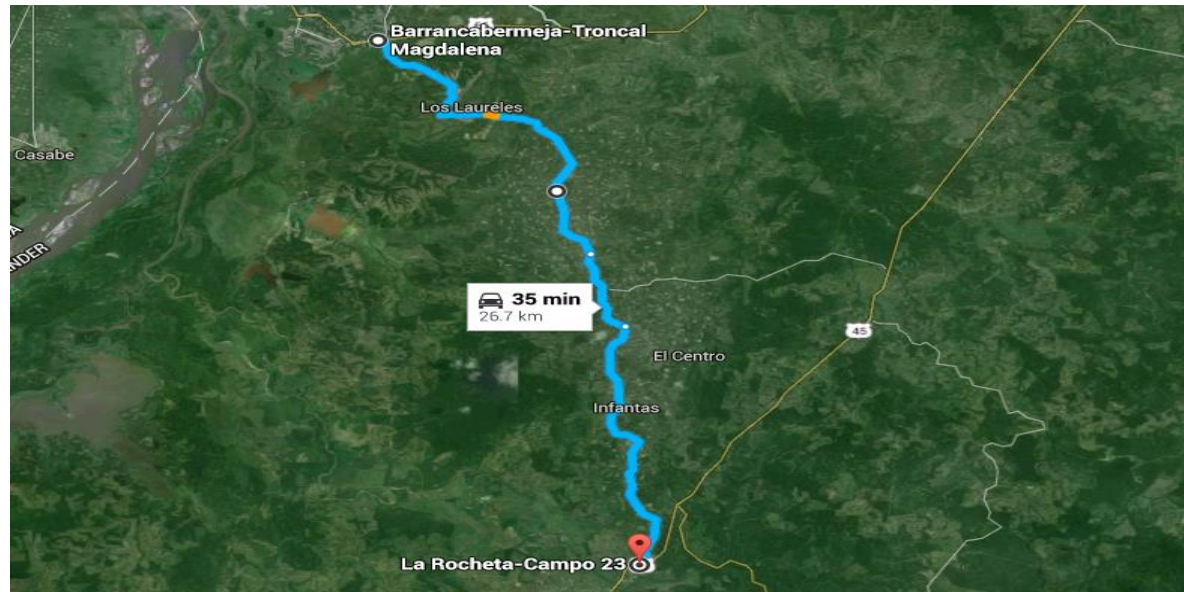 Barrancabermeja-Troncal
Magdalena
Los Laureles
Casabe
NDER
35 min
26.7 km
45
El Centro
Infantas
La Rocheta-Campo 23